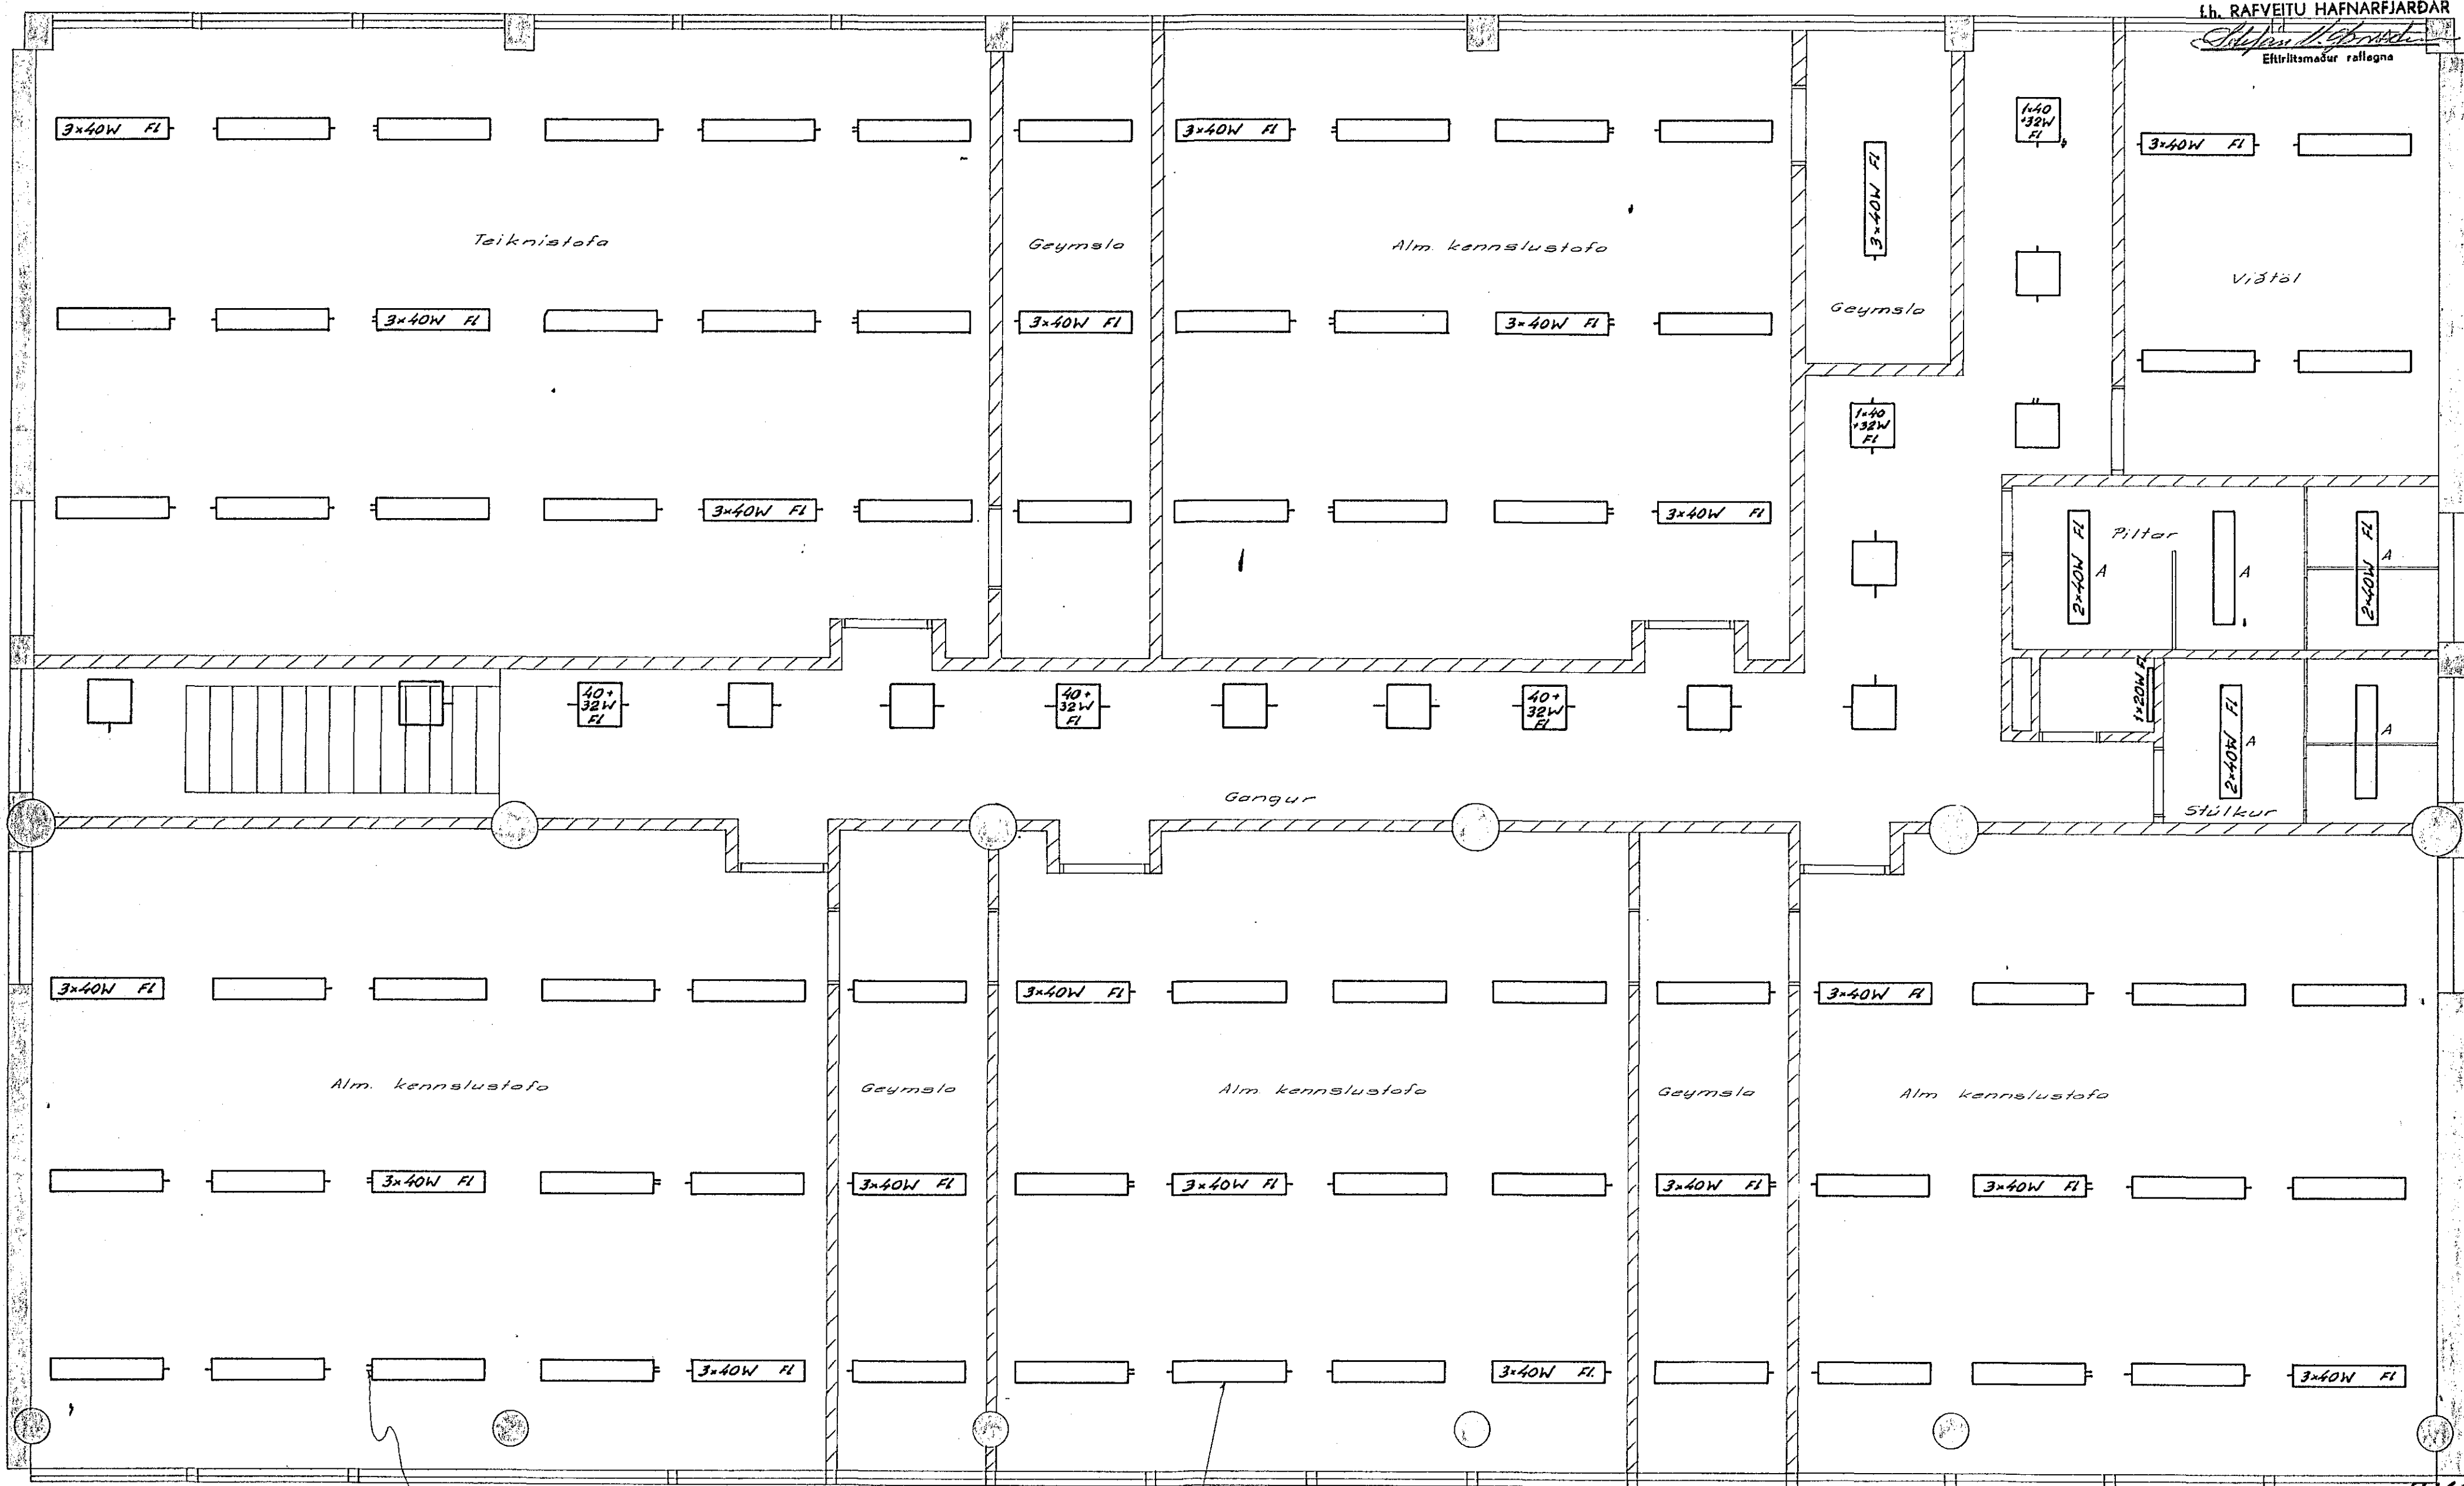 f.h. RAFVEITU HAFNARFJARÐAR
Eftirlitsmaður raflagna
3×40W Fl
3×40W Fl
3×40W Fl
1×40
+32W
Fl
3×40W Fl
Teiknistofa
Geymsla
Alm. kennslustofa
Geymsla
Viðtöl
3×40W Fl
3×40W Fl
3×40W Fl
1×40
+32W
Fl
3×40W Fl
3×40W Fl
Piltar
2×40W Fl
A
A
2×40W Fl
A
40+
32W
Fl
40+
32W
Fl
40+
32W
Fl
1×20W Fl
2×40W Fl
A
A
Gangur
Stúlkur
3×40W Fl
3×40W Fl
3×40W Fl
Alm. kennslustofa
Geymsla
Alm kennslustofa
Geymsla
Alm kennslustofa
3×40W Fl
3×40W Fl
3×40W Fl
3×40W Fl
3×40W Fl
3×40W Fl
3×40W Fl.
3×40W Fl